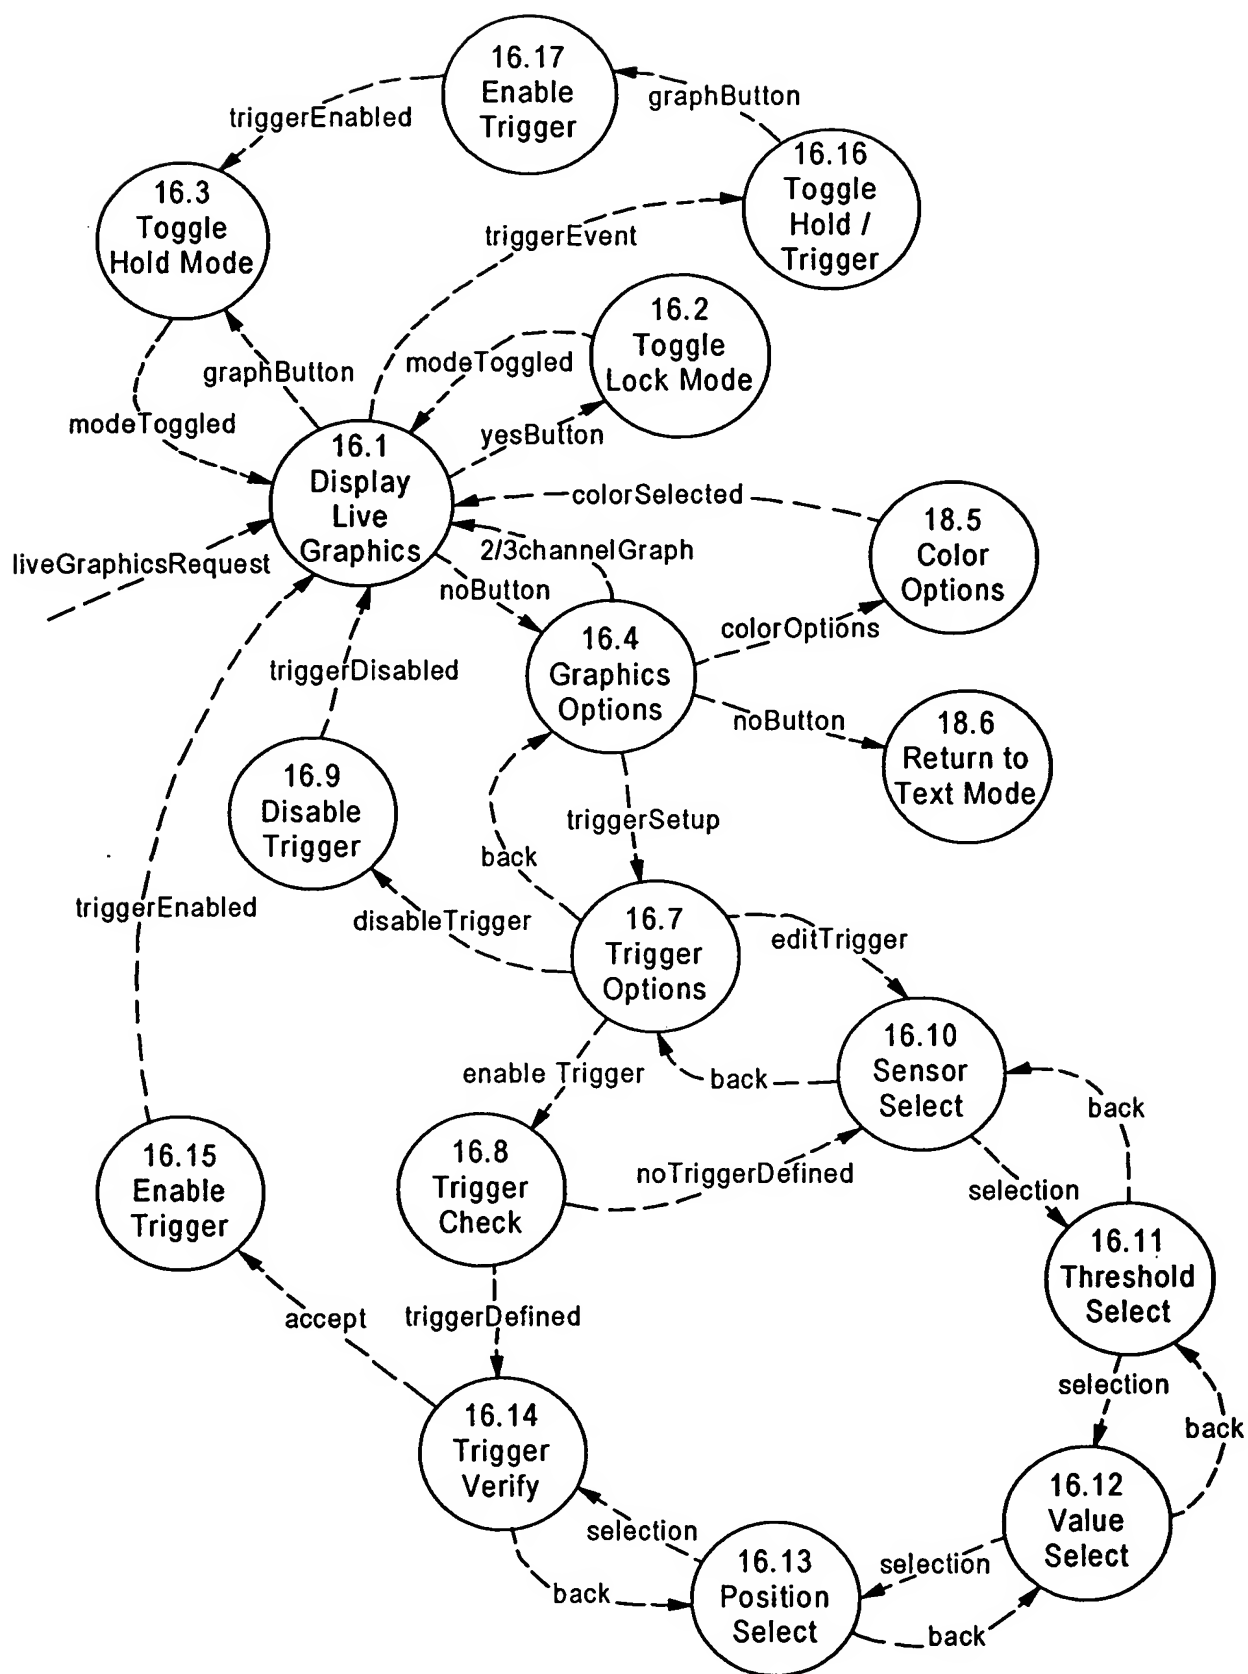 16.17
Enable
Trigger
graphButton
triggerEnabled
16.16
Toggle
Hold /
Trigger
16.3
Toggle
Hold Mode
triggerEvent
16.2
Toggle
Lock Mode
modeToggled
graphButton
modeToggled
yesButton
16.1
Display
Live
Graphics
colorSelected
18.5
Color
Options
2/3channelGraph
liveGraphicsRequest
noButton
colorOptions
16.4
Graphics
Options
triggerDisabled
noButton
18.6
Return to
Text Mode
16.9
Disable
Trigger
triggerSetup
back
triggerEnabled
disableTrigger
16.7
Trigger
Options
editTrigger
16.10
Sensor
Select
enable Trigger
back
back
16.15
Enable
Trigger
16.8
Trigger
Check
noTriggerDefined
selection
16.11
Threshold
Select
accept
triggerDefined
selection
16.14
Trigger
Verify
back
16.12
Value
Select
selection
16.13
Position
Select
selection
back
back